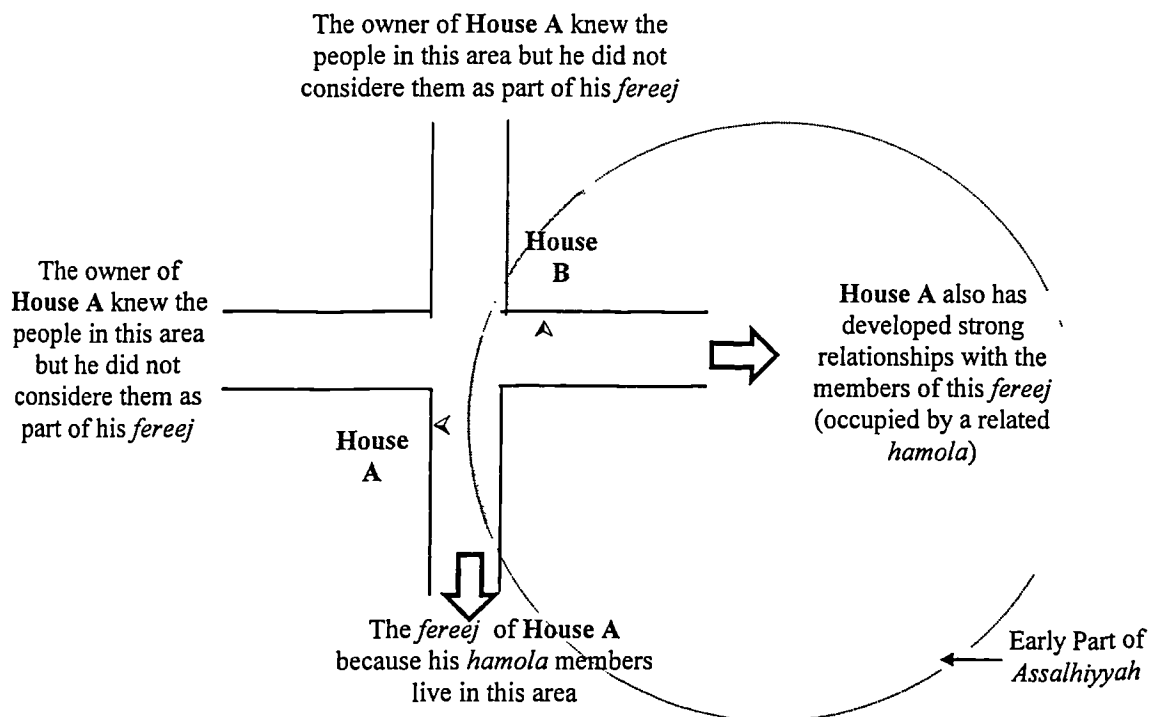 The owner of House A knew the
people in this area but he did not
considere them as part of his fereej
House
B
The owner of
House A knew the
people in this area
but he did not
considere them as
part of his fereej
House A also has
developed strong
relationships with the
members of this fereej
(occupied by a related
hamola)
House
A
The fereej of House A
because his hamola members
live in this area
Early Part of
Assalhiyyah